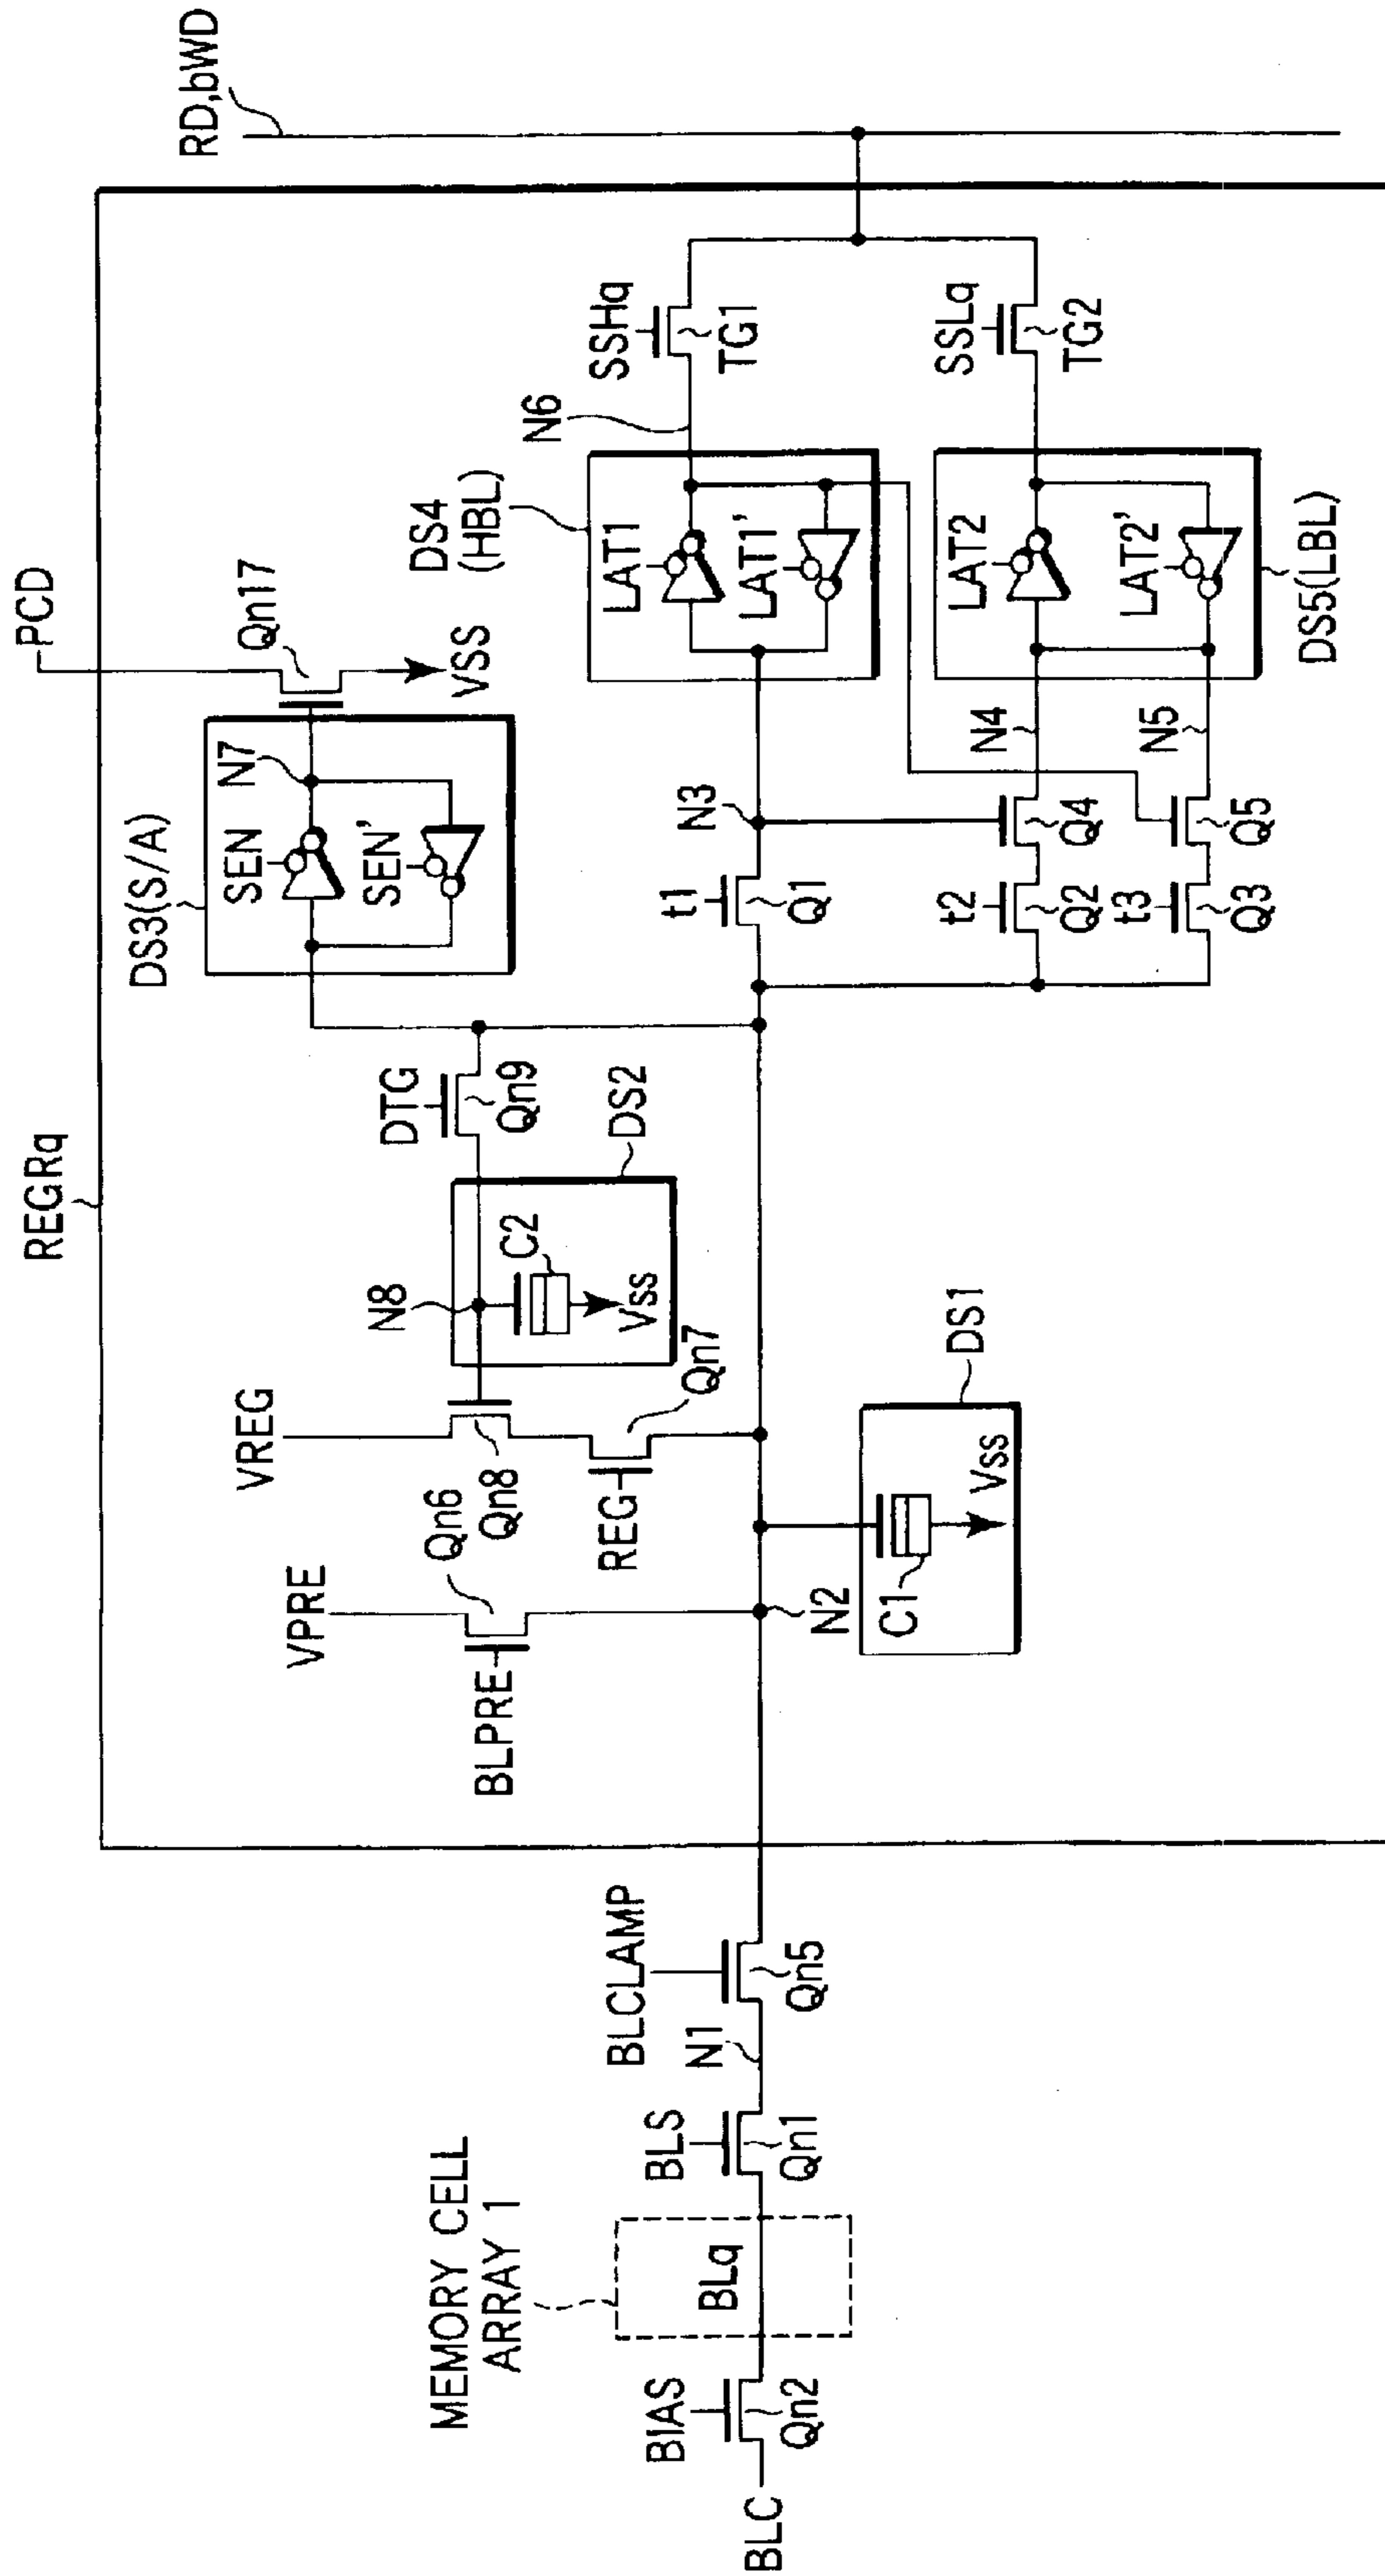 REGRq
PCD
RD,bWD
DS3(S/A)
SEN
SEN'
N7
Qn17
VSS
DS4
(HBL)
LAT1
LAT1'
N6
SSHq
TG1
LAT2
LAT2'
DS5(LBL)
SSLq
TG2
N3
N4
N5
t1
Q1
t2
Q2
Q4
t3
Q3
Q5
DTG
Qn9
DS2
C2
Vss
N8
VREG
Qn8
Qn7
REG
VPRE
Qn6
BLPRE
N2
DS1
C1
Vss
BLCLAMP
Qn5
N1
BLS
Qn1
MEMORY CELL
ARRAY 1
BLq
BIAS
Qn2
BLC